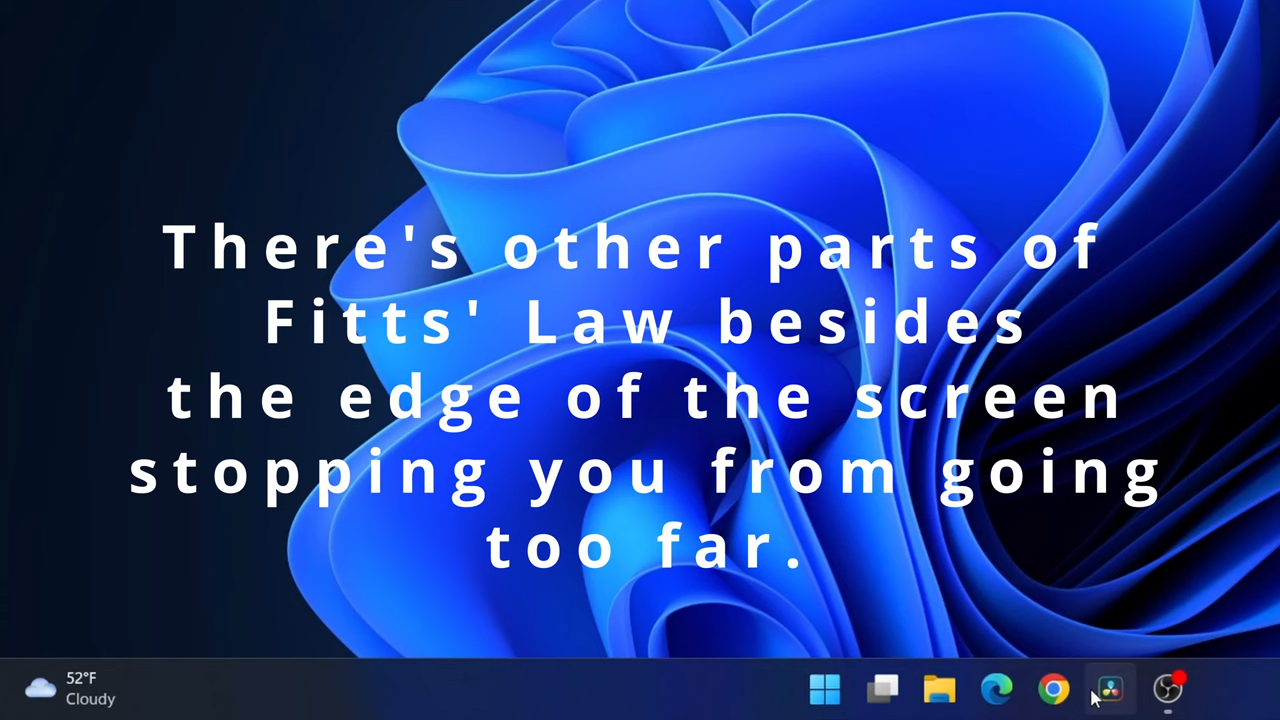 There's other parts of
Fitts' Law besides
the edge of the screen
stopping you from going
too far.
52°F
Cloudy